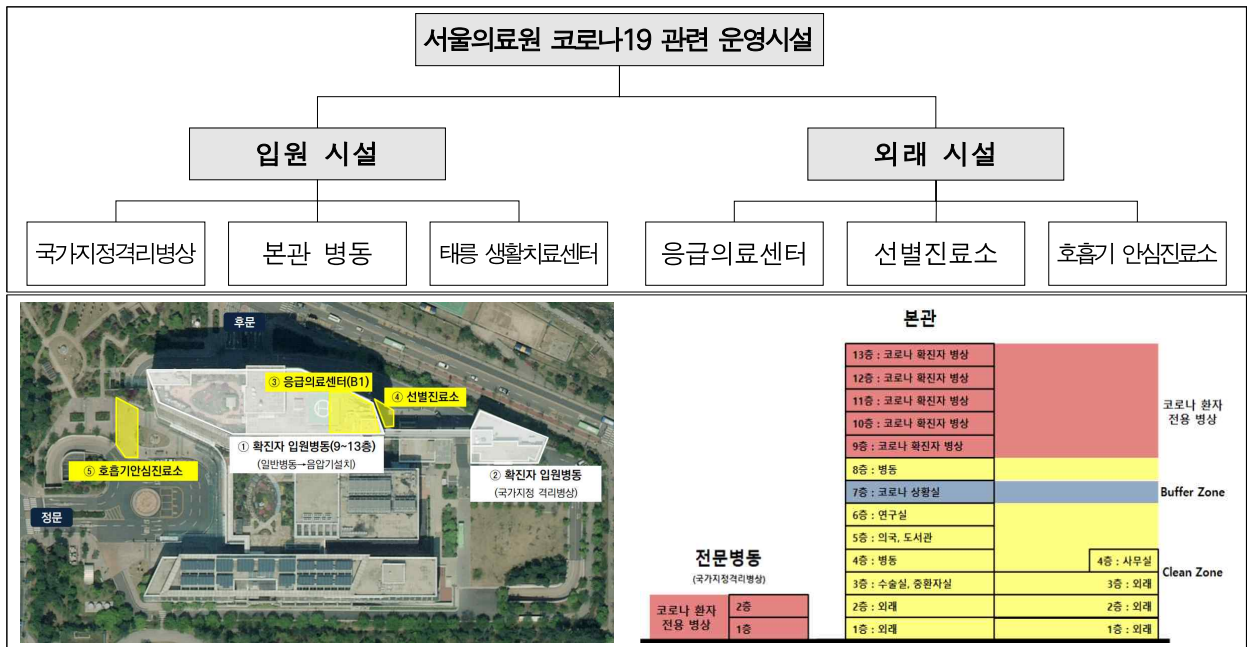 서울의료원 코로나19 관련 운영시설
입원 시설
외래 시설
국가지정격리병상
본관 병동
태릉 생활치료센터
응급의료센터
선별진료소
호흡기 안심진료소
후문
③ 응급의료센터(B1)
④ 선별진료소
① 확진자 입원병동(9~13층)
(일반병동→음압기설치)
② 확진자 입원병동
(국가지정 격리병상)
⑤ 호흡기안심진료소
정문
본관
13층 : 코로나 확진자 병상
12층 : 코로나 확진자 병상
11층 : 코로나 확진자 병상
10층 : 코로나 확진자 병상
9층 : 코로나 확진자 병상
코로나 환자
전용 병상
8층 : 병동
7층 : 코로나 상황실
Buffer Zone
6층 : 연구실
5층 : 의국, 도서관
4층 : 병동
4층 : 사무실
Clean Zone
3층 : 수술실, 중환자실
3층 : 외래
2층 : 외래
2층 : 외래
1층 : 외래
1층 : 외래
전문병동
(국가지정격리병상)
코로나 환자
전용 병상
2층
1층